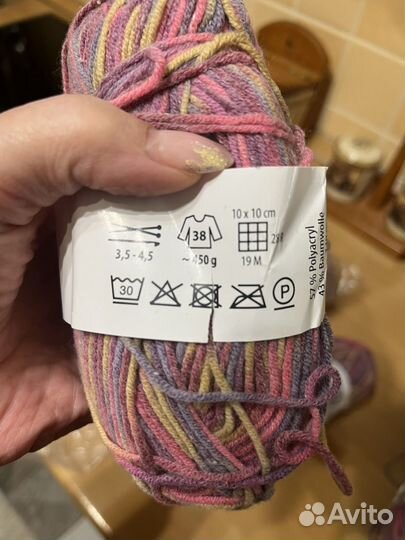 10 x 10 cm
38
3,5 - 4,5
~ 450 g
19 M
30
P
57 % Polyacryl
43 % Baumwolle
Avito